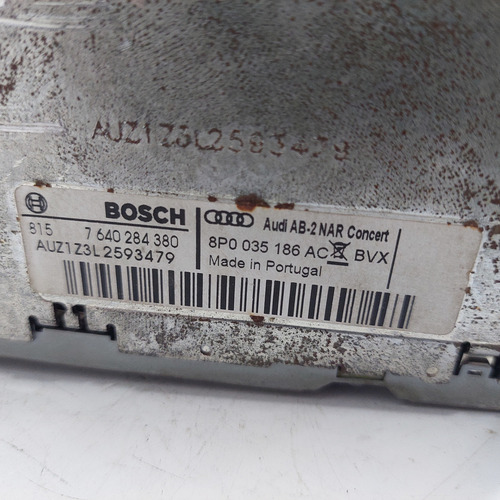 AUZ1Z3L2593479
BOSCH
Audi AB-2 NAR Concert
815 7 640 284 380
8P0 035 186 AC BVX
AUZ1Z3L2593479
Made in Portugal